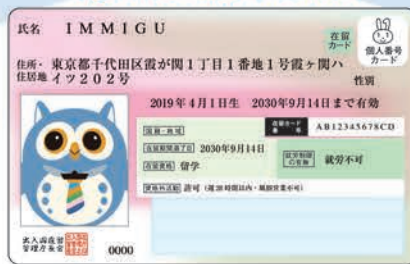 氏名 IMMIGU
在留カード
個人番号カード
住所・居住地 東京都千代田区霞が関1丁目1番地1号霞ヶ関ハイツ202号
性別
2019年4月1日生 2030年9月14日まで有効
国籍・地域
在留カード番号 AB12345678CD
在留期間満了日 2030年9月14日
就労制限の有無 就労不可
在留資格 留学
資格外活動 許可(週28時間以内・風俗営業不可)
出入国在留管理庁長官
0000